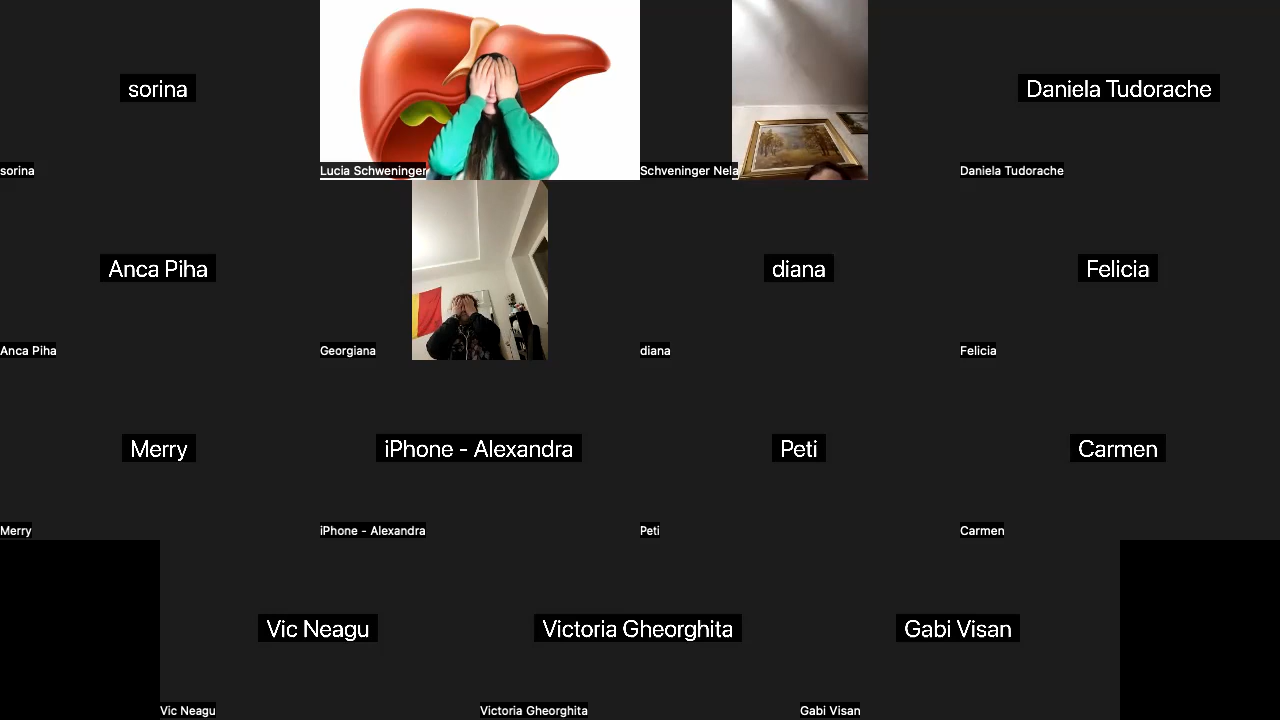 sorina
Daniela Tudorache
sorina
Lucia Schweninger
Schveninger Nela
Daniela Tudorache
Anca Piha
diana
Felicia
Anca Piha
Georgiana
diana
Felicia
Merry
iPhone - Alexandra
Peti
Carmen
Merry
iPhone - Alexandra
Peti
Carmen
Vic Neagu
Victoria Gheorghita
Gabi Visan
Vic Neagu
Victoria Gheorghita
Gabi Visan